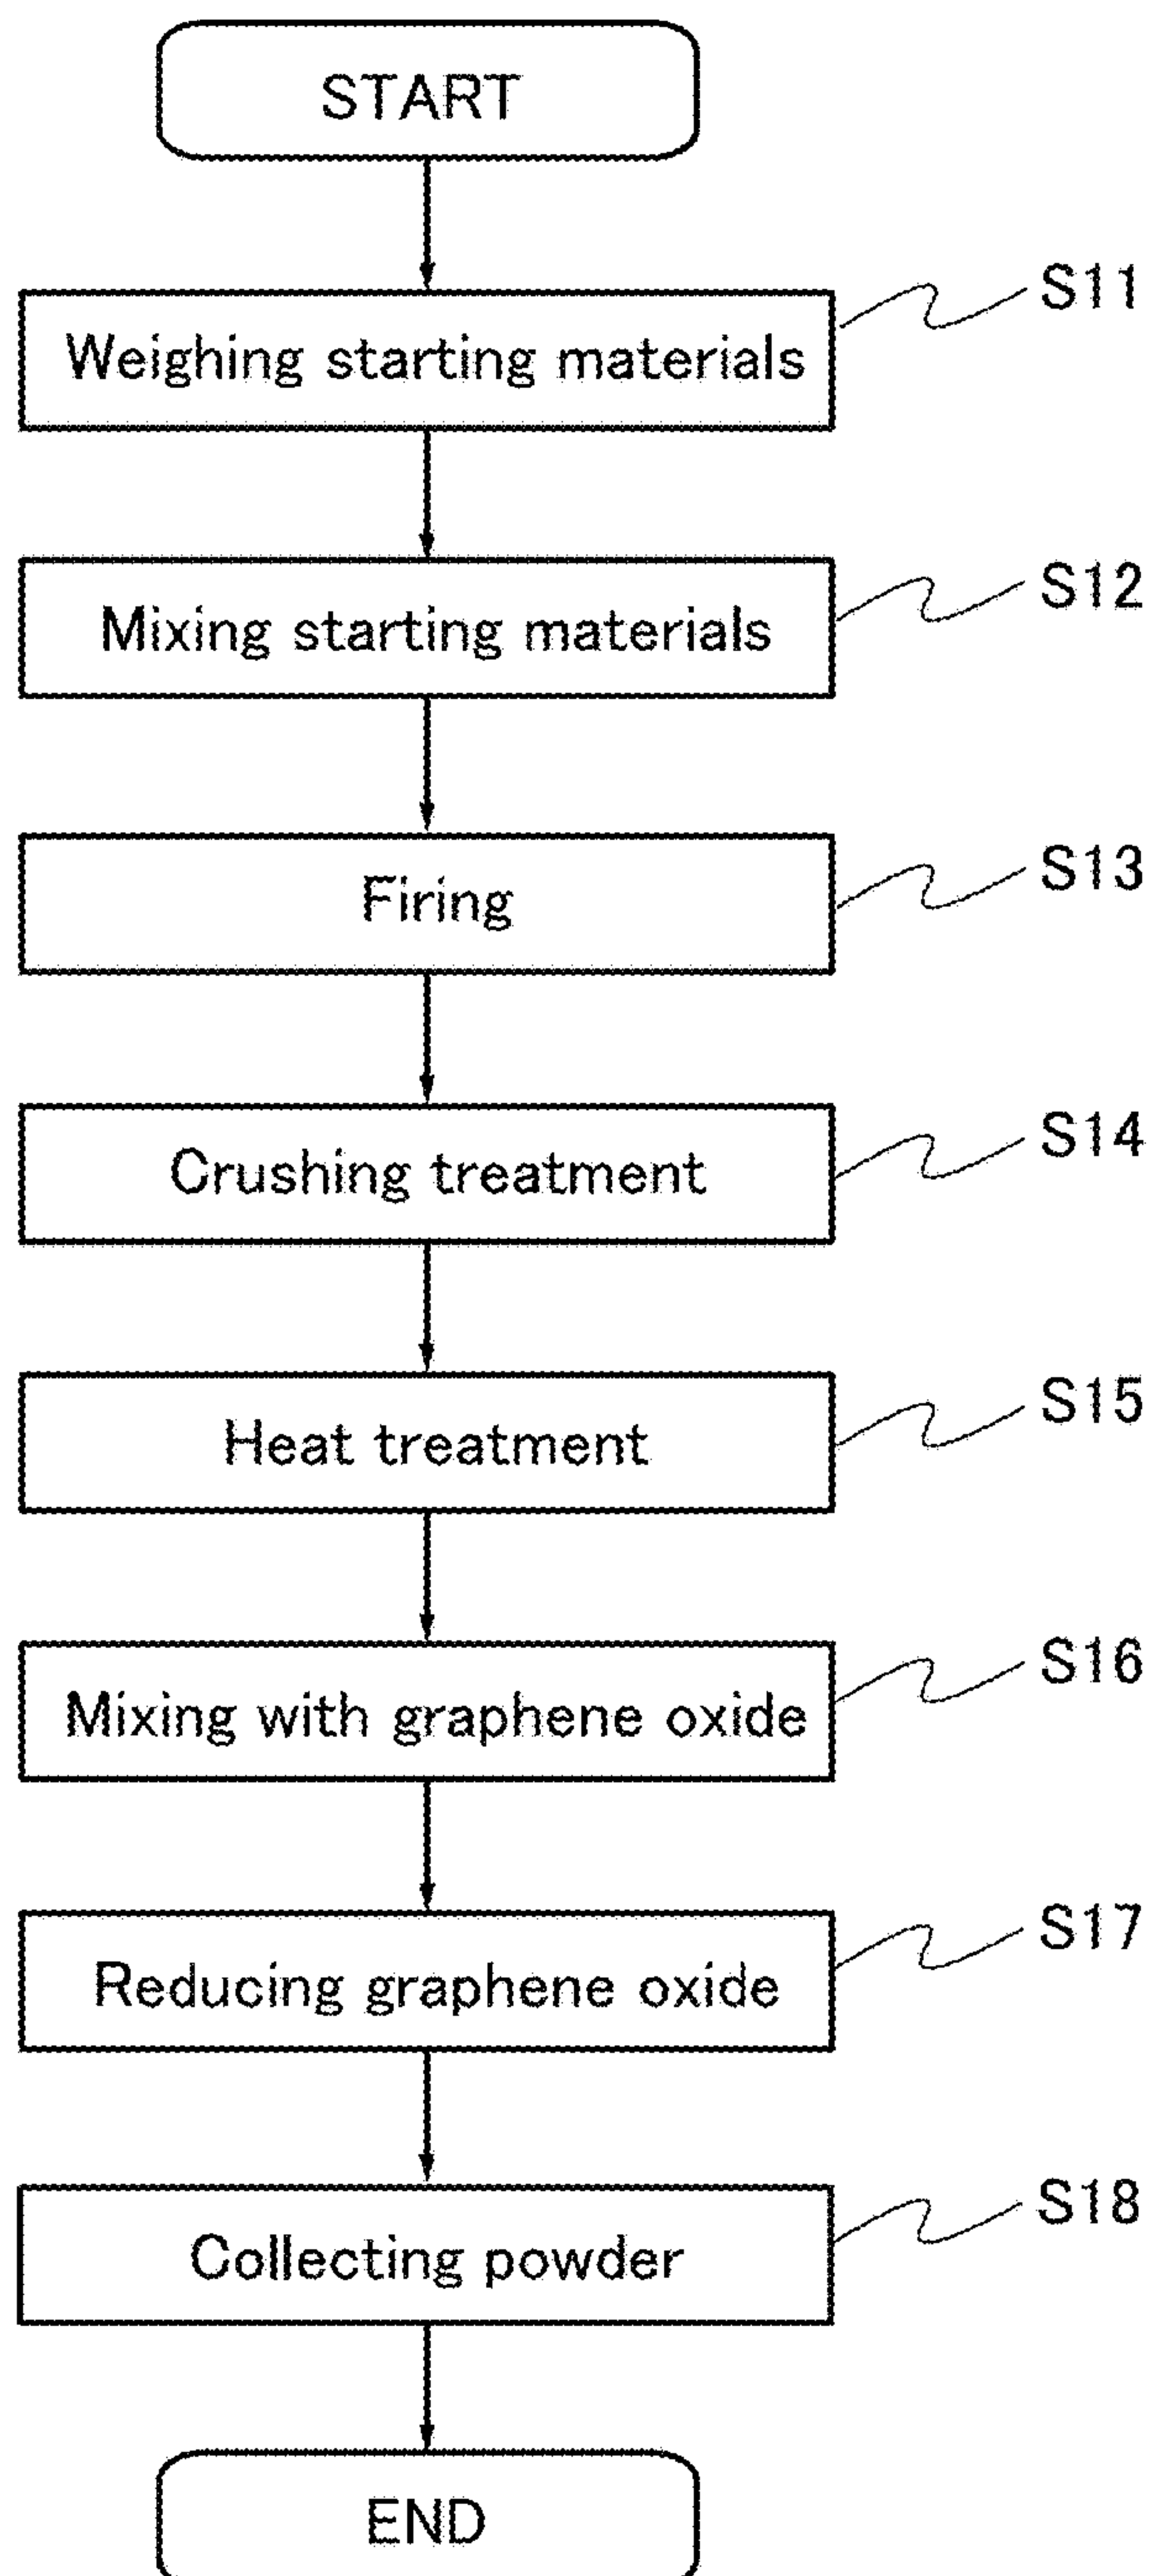 START
S11
Weighing starting materials
S12
Mixing starting materials
S13
Firing
S14
Crushing treatment
S15
Heat treatment
S16
Mixing with graphene oxide
S17
Reducing graphene oxide
S18
Collecting powder
END